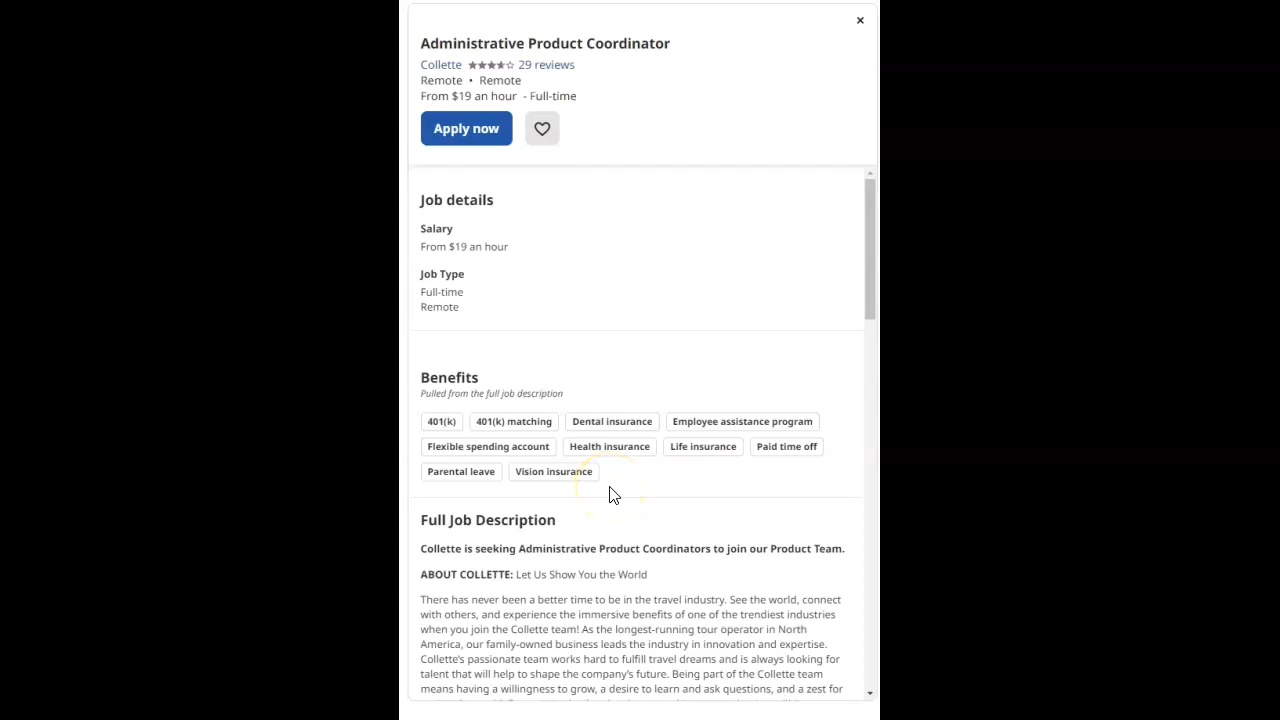 Administrative Product Coordinator
Collette ★★★★☆ 29 reviews
Remote • Remote
From $19 an hour - Full-time
Apply now
Job details
Salary
From $19 an hour
Job Type
Full-time
Remote
Benefits
Pulled from the full job description
401(k) 401(k) matching Dental insurance Employee assistance program
Flexible spending account Health insurance Life insurance Paid time off
Parental leave Vision insurance
Full Job Description
Collette is seeking Administrative Product Coordinators to join our Product Team.
ABOUT COLLETTE: Let Us Show You the World
There has never been a better time to be in the travel industry. See the world, connect
with others, and experience the immersive benefits of one of the trendiest industries
when you join the Collette team! As the longest-running tour operator in North
America, our family-owned business leads the industry in innovation and expertise.
Collette's passionate team works hard to fulfill travel dreams and is always looking for
talent that will help to shape the company's future. Being part of the Collette team
means having a willingness to grow, a desire to learn and ask questions, and a zest for